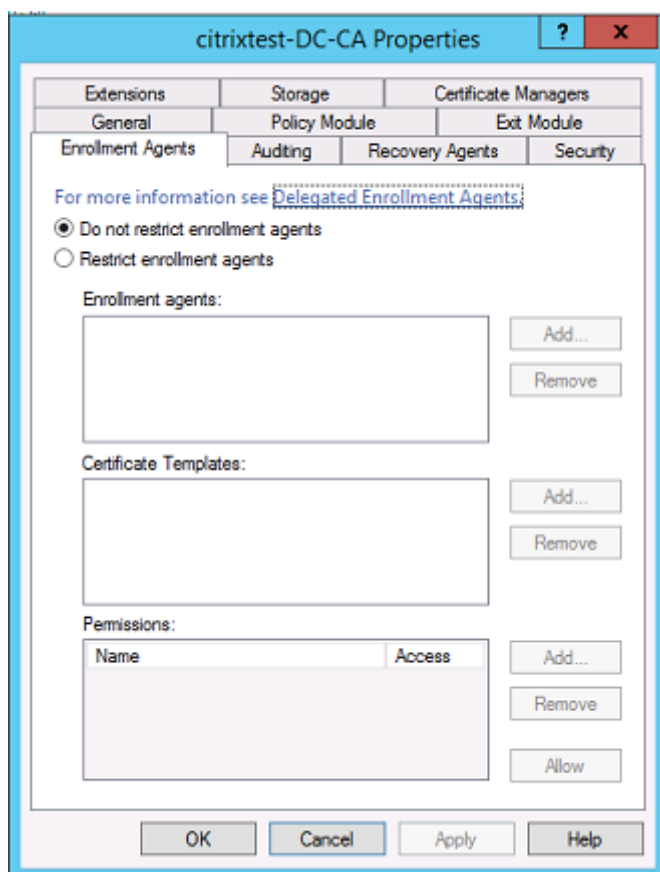 citrixtest-DC-CA Properties
? x
Extensions Storage Certificate Managers
General Policy Module Exit Module
Enrollment Agents Auditing Recovery Agents Security
For more information see Delegated Enrollment Agents.
Do not restrict enrollment agents
Restrict enrollment agents
Enrollment agents:
Add...
Remove
Certificate Templates:
Add...
Remove
Permissions:
Name Access
Add...
Remove
Allow
OK Cancel Apply Help